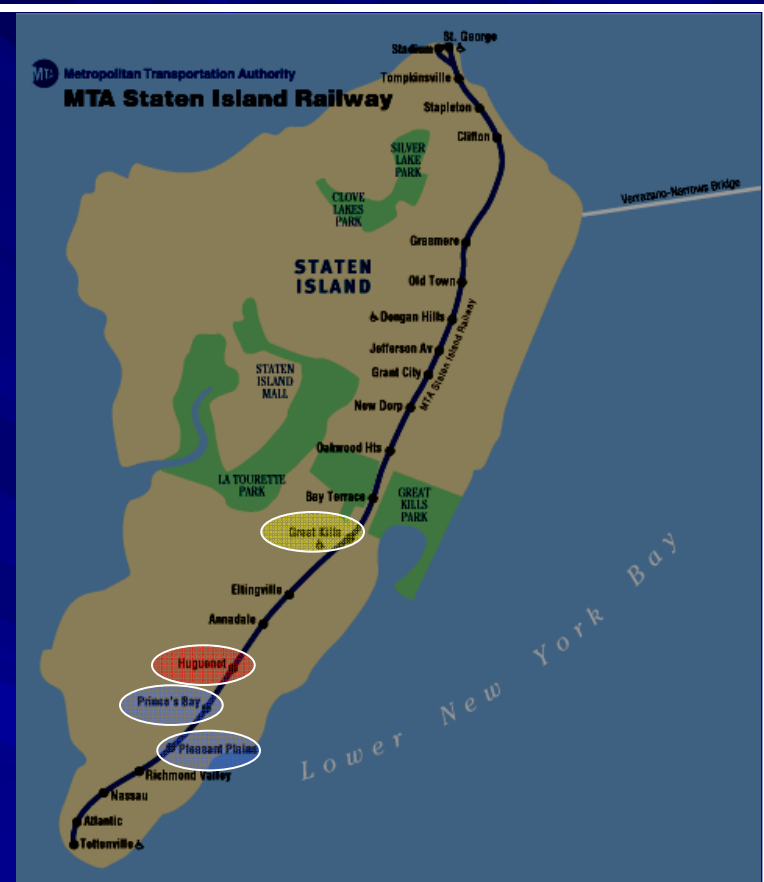 St. George
Stadium
MTA Metropolitan Transportation Authority
MTA Staten Island Railway
Tompkinsville
Stapleton
Clifton
SILVER
LAKE
PARK
CLOVE
LAKES
PARK
Verrazano-Narrows Bridge
Grasmere
STATEN
ISLAND
Old Town
Dongan Hills
MTA Staten Island Railway
Jefferson Av
Grant City
STATEN
ISLAND
MALL
New Dorp
Oakwood Hts
LA TOURETTE
PARK
Bay Terrace
GREAT
KILLS
PARK
Great Kills
Eltingville
Annadale
Huguenot
Prince's Bay
Pleasant Plains
Lower New York Bay
Richmond Valley
Nassau
Atlantic
Tottenville